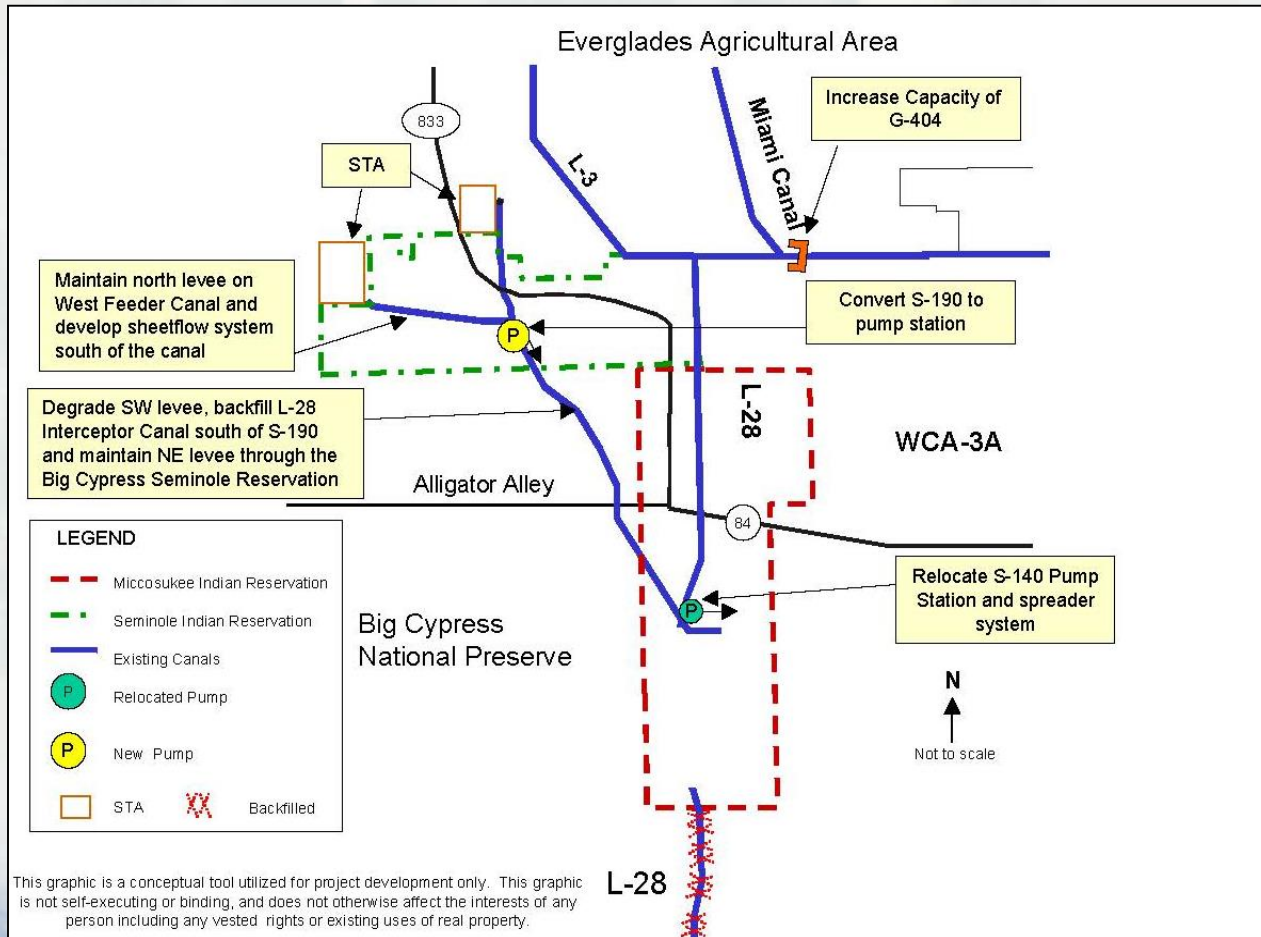 Everglades Agricultural Area
833
Increase Capacity of
G-404
STA
L-3
Miami Canal
Maintain north levee on
West Feeder Canal and
develop sheetflow system
south of the canal
Convert S-190 to
pump station
P
Degrade SW levee, backfill L-28
Interceptor Canal south of S-190
and maintain NE levee through the
Big Cypress Seminole Reservation
L-28
WCA-3A
Alligator Alley
84
LEGEND
Miccosukee Indian Reservation
Seminole Indian Reservation
Existing Canals
P
Relocated Pump
P
New Pump
STA
Backfilled
Big Cypress
National Preserve
P
Relocate S-140 Pump
Station and spreader
system
N
Not to scale
This graphic is a conceptual tool utilized for project development only. This graphic
is not self-executing or binding, and does not otherwise affect the interests of any
person including any vested rights or existing uses of real property.
L-28